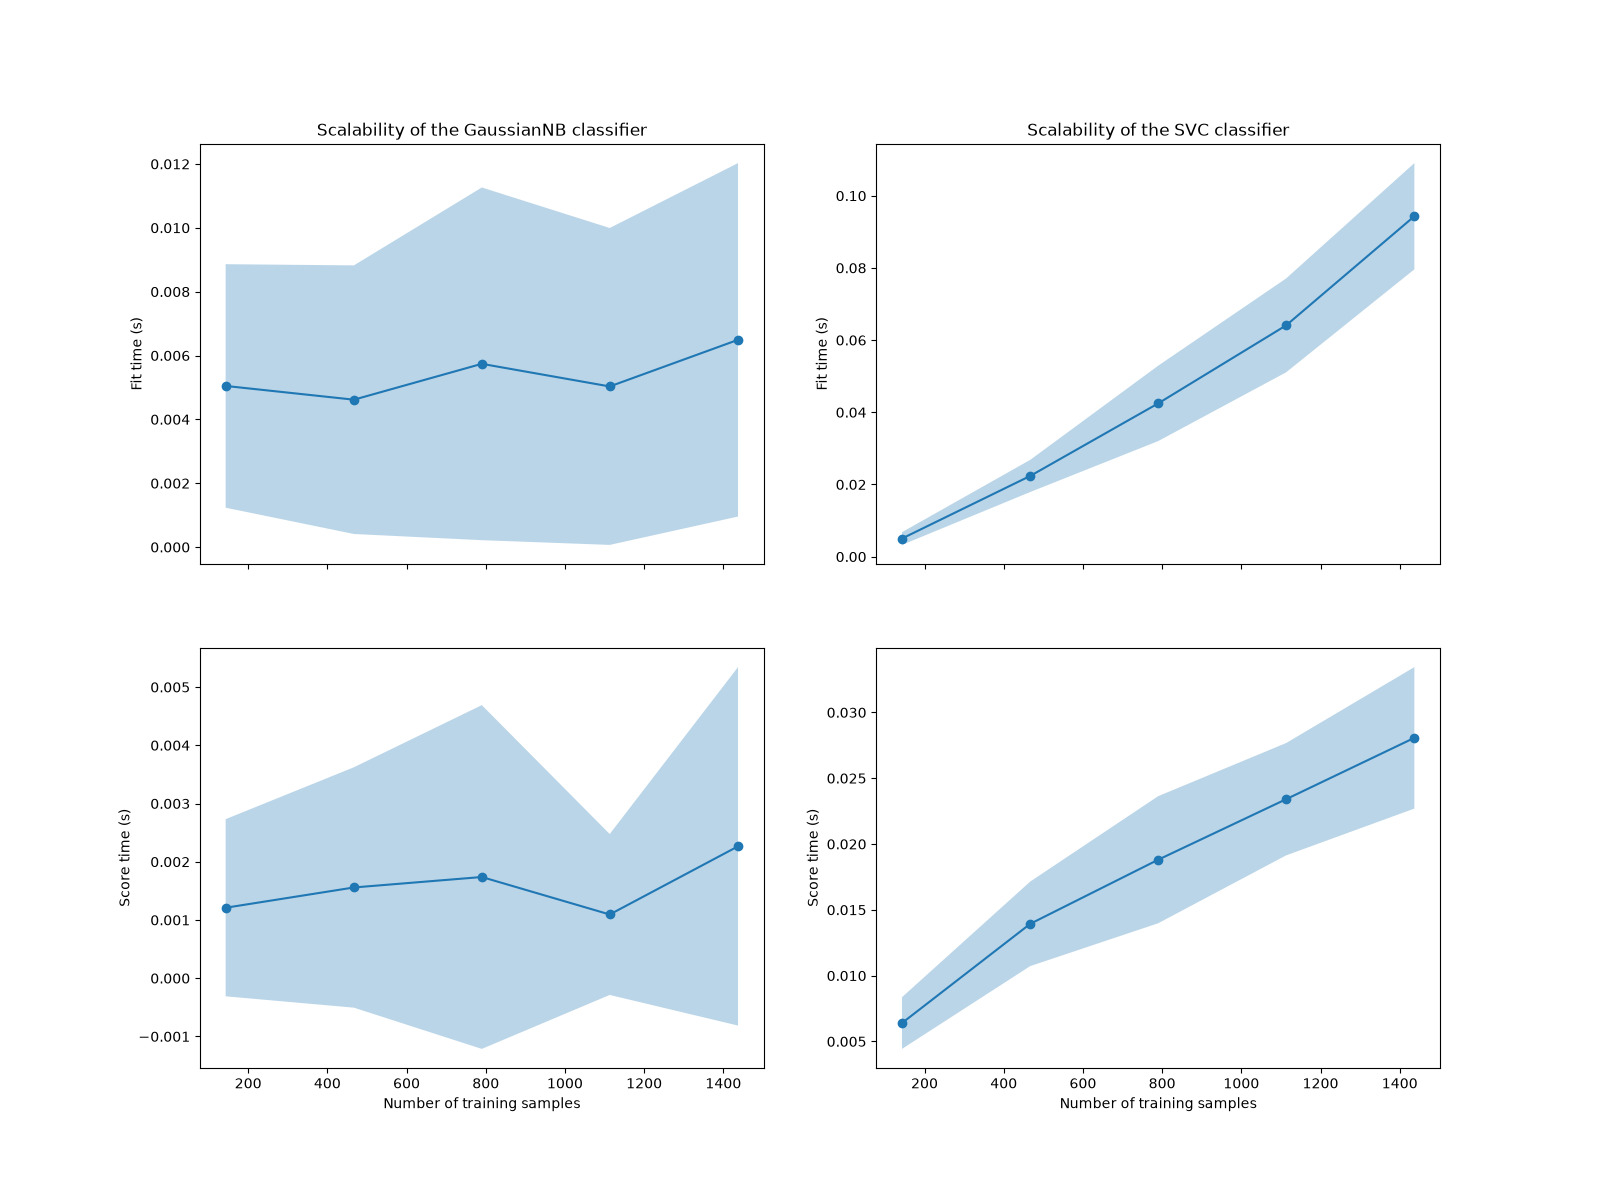 Scalability of the GaussianNB classifier
0.012
0.010
0.008
0.006
0.004
0.002
0.000
Fit time (s)
Scalability of the SVC classifier
0.10
0.08
0.06
0.04
0.02
0.00
Fit time (s)
0.005
0.004
0.003
0.002
0.001
0.000
−0.001
Score time (s)
200 400 600 800 1000 1200 1400
Number of training samples
0.030
0.025
0.020
0.015
0.010
0.005
Score time (s)
200 400 600 800 1000 1200 1400
Number of training samples